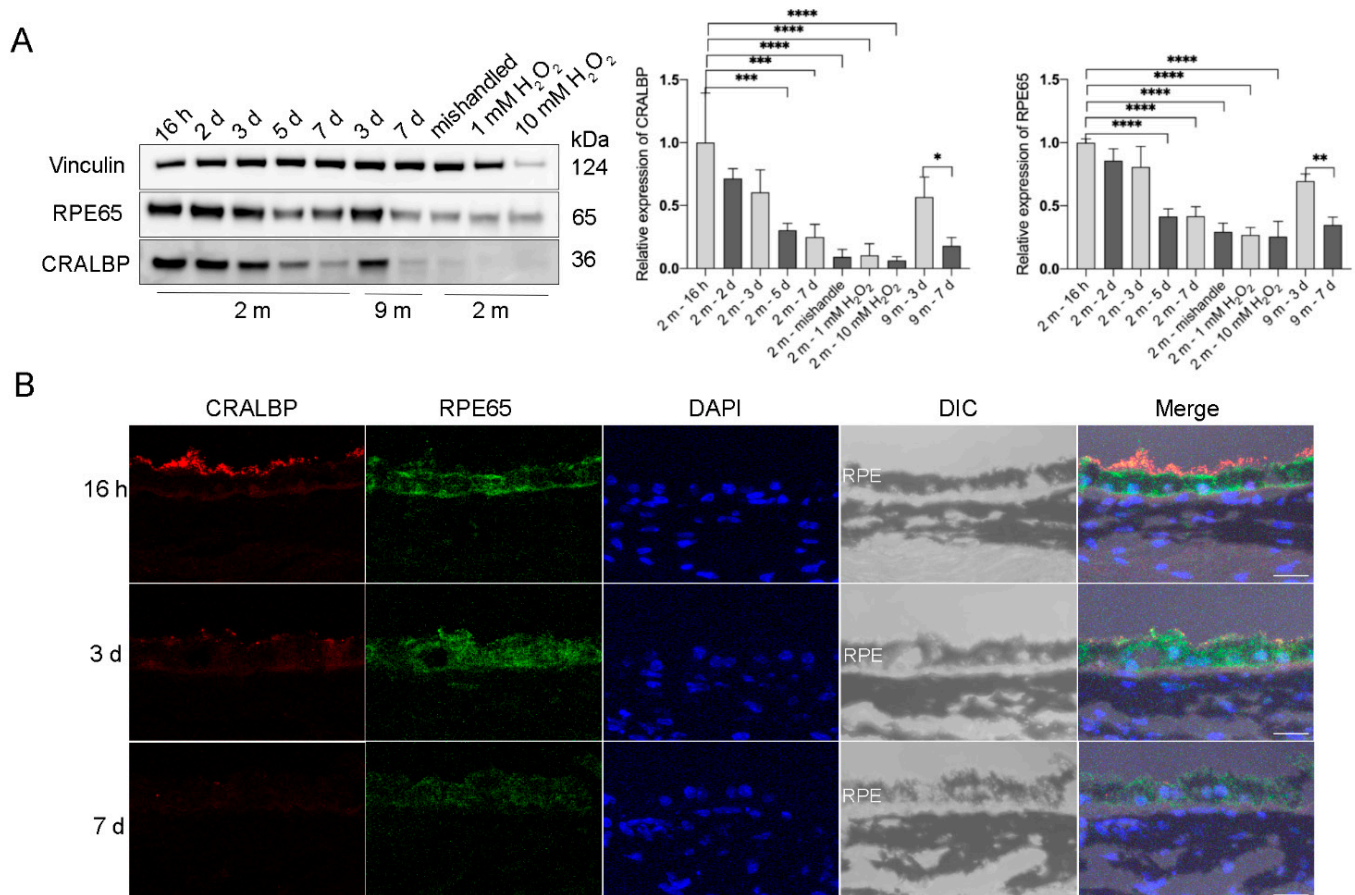 A
16 h
2 d
3 d
5 d
7 d
3 d
7 d
mishandled
1 mM H₂O₂
10 mM H₂O₂
kDa
Vinculin
124
RPE65
65
CRALBP
36
2 m
9 m
2 m
Relative expression of CRALBP
1.5
1.0
0.5
0.0
****
****
****
***
***
*
2 m - 16 h
2 m - 2 d
2 m - 3 d
2 m - 5 d
2 m - 7 d
2 m - mishandle
2 m - 1 mM H₂O₂
2 m - 10 mM H₂O₂
9 m - 3 d
9 m - 7 d
Relative expression of RPE65
1.5
1.0
0.5
0.0
****
****
****
****
****
**
2 m - 16 h
2 m - 2 d
2 m - 3 d
2 m - 5 d
2 m - 7 d
2 m - mishandle
2 m - 1 mM H₂O₂
2 m - 10 mM H₂O₂
9 m - 3 d
9 m - 7 d
B
CRALBP
RPE65
DAPI
DIC
Merge
16 h
RPE
3 d
RPE
7 d
RPE